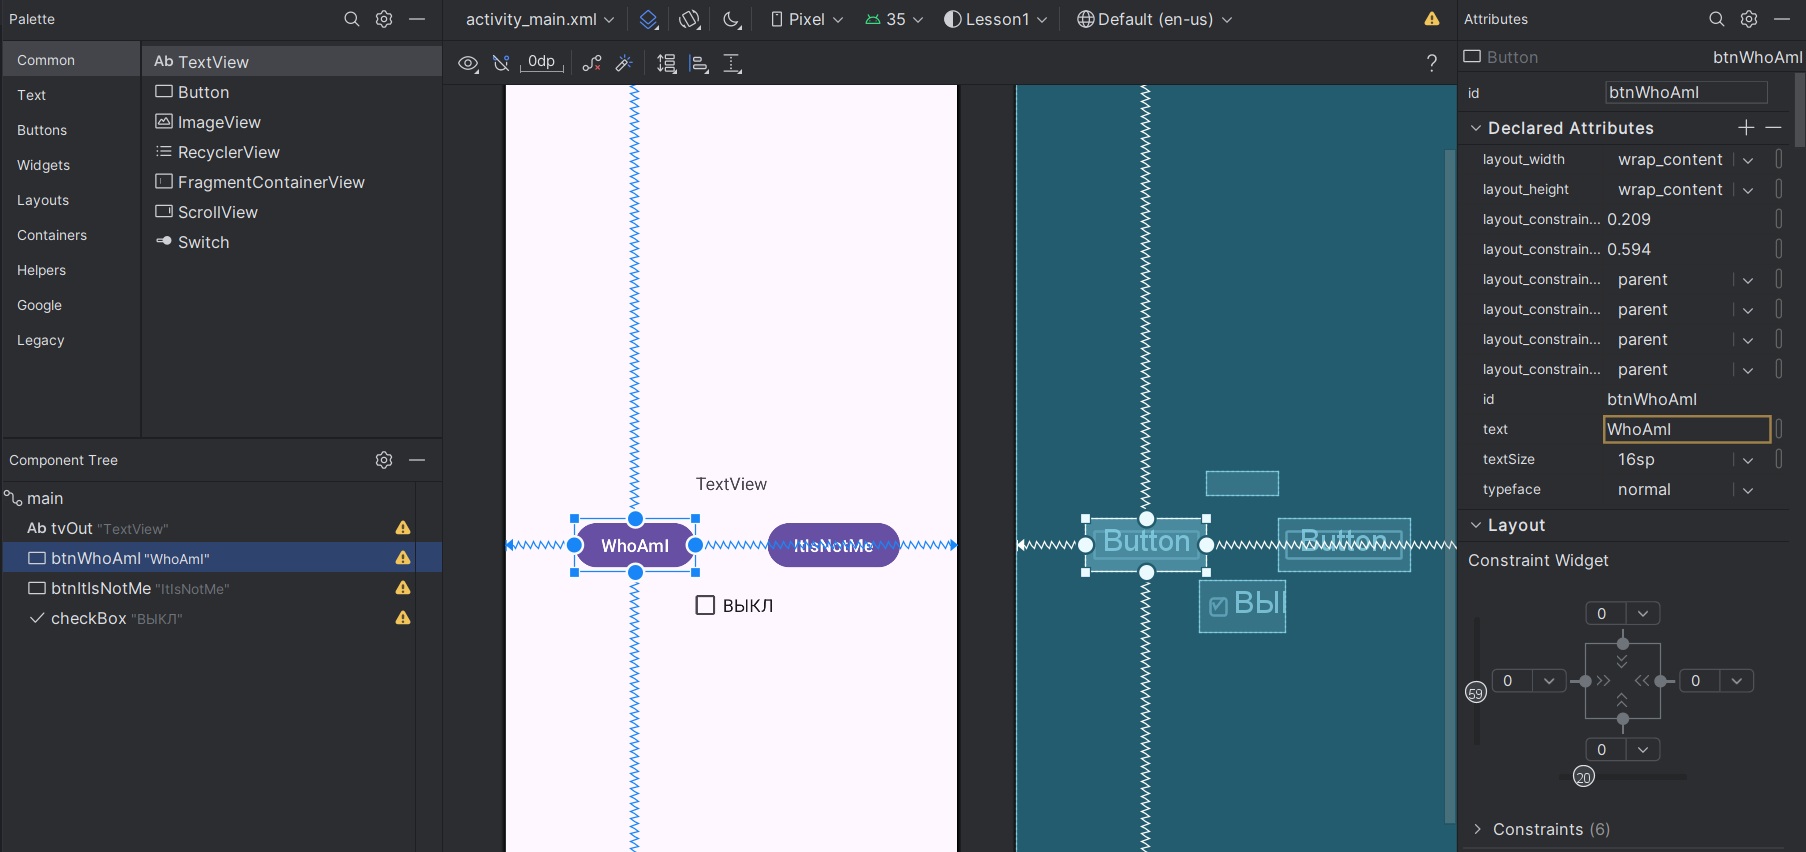 Palette
activity_main.xml
Pixel
35
Lesson1
Default (en-us)
Attributes
0dp
?
Common
Text
Buttons
Widgets
Layouts
Containers
Helpers
Google
Legacy
Ab TextView
Button
ImageView
RecyclerView
FragmentContainerView
ScrollView
Switch
Component Tree
main
Ab tvOut "TextView"
btnWhoAmI "WhoAmI"
btnItIsNotMe "ItIsNotMe"
checkBox "ВЫКЛ"
TextView
WhoAmI
ItIsNotMe
ВЫКЛ
Button
Button
ВЫ
Button btnWhoAmI
id btnWhoAmI
Declared Attributes
layout_width wrap_content
layout_height wrap_content
layout_constrain... 0.209
layout_constrain... 0.594
layout_constrain... parent
layout_constrain... parent
layout_constrain... parent
layout_constrain... parent
id btnWhoAmI
text WhoAmI
textSize 16sp
typeface normal
Layout
Constraint Widget
0
0
0
59
0
20
Constraints (6)